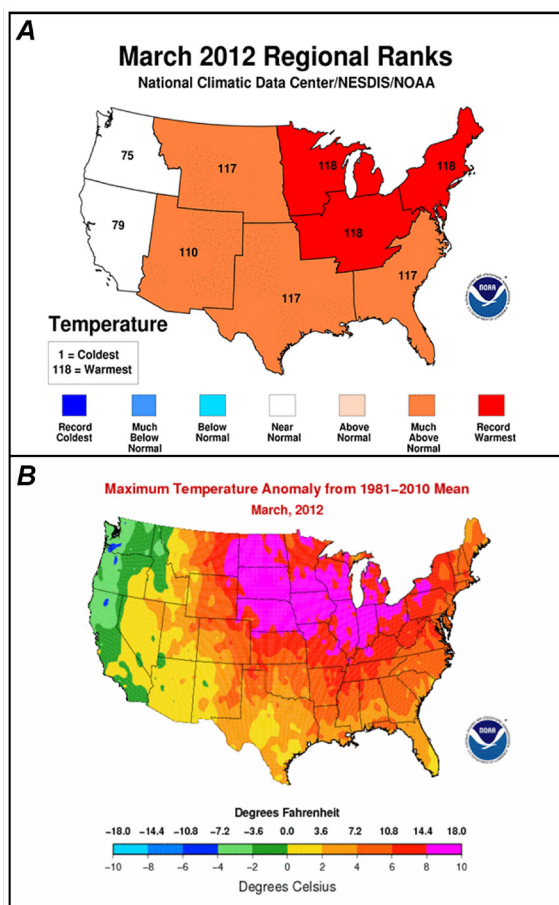 A
March 2012 Regional Ranks
National Climatic Data Center/NESDIS/NOAA
75
117
118
118
79
110
118
117
117
NOAA
Temperature
1 = Coldest
118 = Warmest
Record Coldest
Much Below Normal
Below Normal
Near Normal
Above Normal
Much Above Normal
Record Warmest
B
Maximum Temperature Anomaly from 1981–2010 Mean
March, 2012
NOAA
Degrees Fahrenheit
−18.0 −14.4 −10.8 −7.2 −3.6 0.0 3.6 7.2 10.8 14.4 18.0
−10 −8 −6 −4 −2 0 2 4 6 8 10
Degrees Celsius